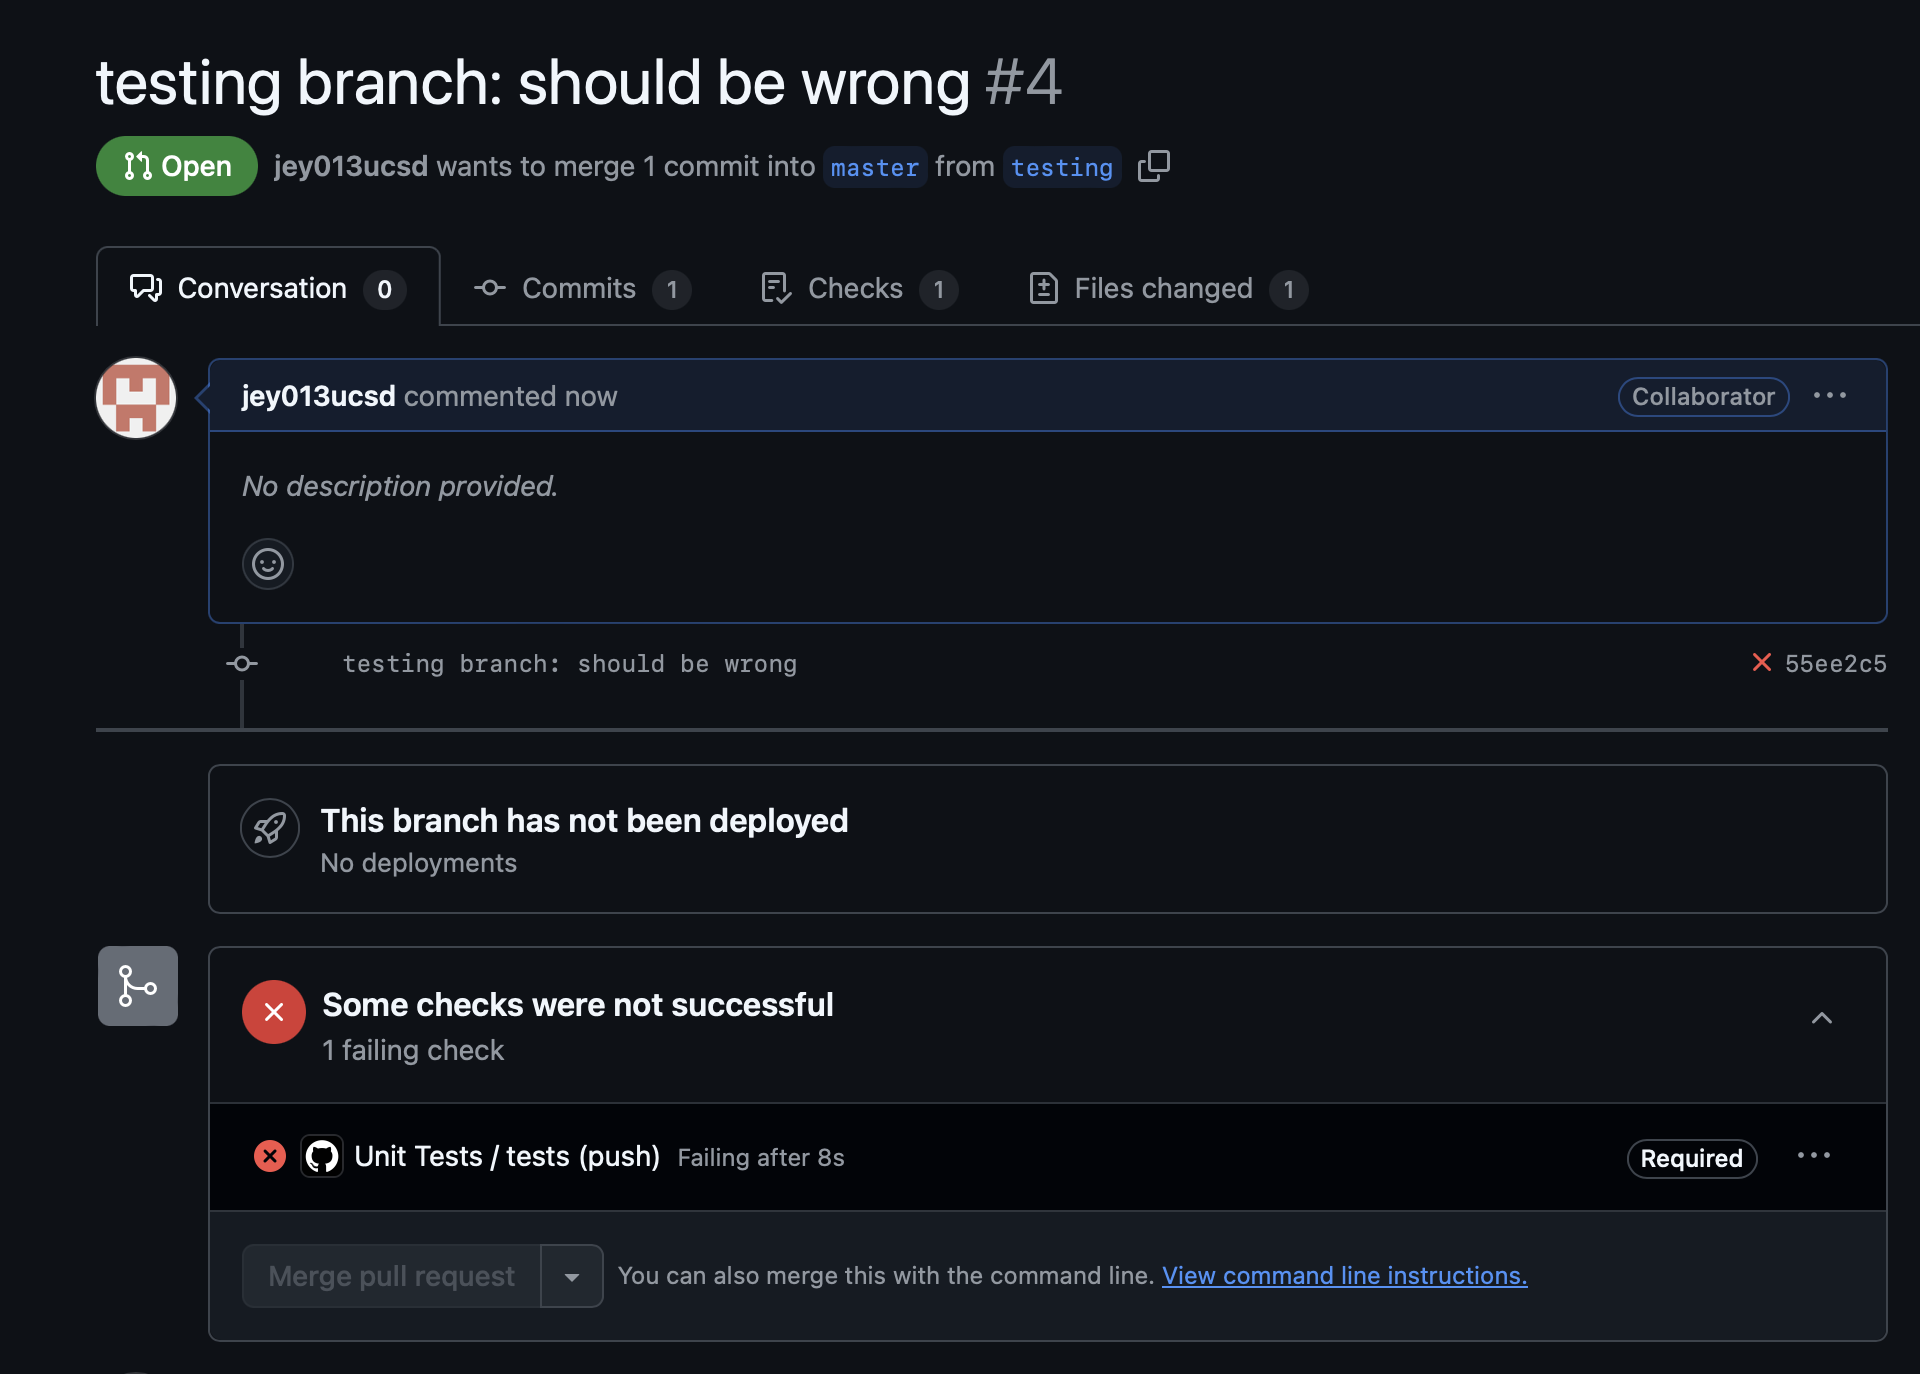 testing branch: should be wrong #4
Open jey013ucsd wants to merge 1 commit into master from testing
Conversation 0 Commits 1 Checks 1 Files changed 1
jey013ucsd commented now Collaborator
No description provided.
testing branch: should be wrong 55ee2c5
This branch has not been deployed
No deployments
Some checks were not successful
1 failing check
Unit Tests / tests (push) Failing after 8s Required
Merge pull request You can also merge this with the command line. View command line instructions.